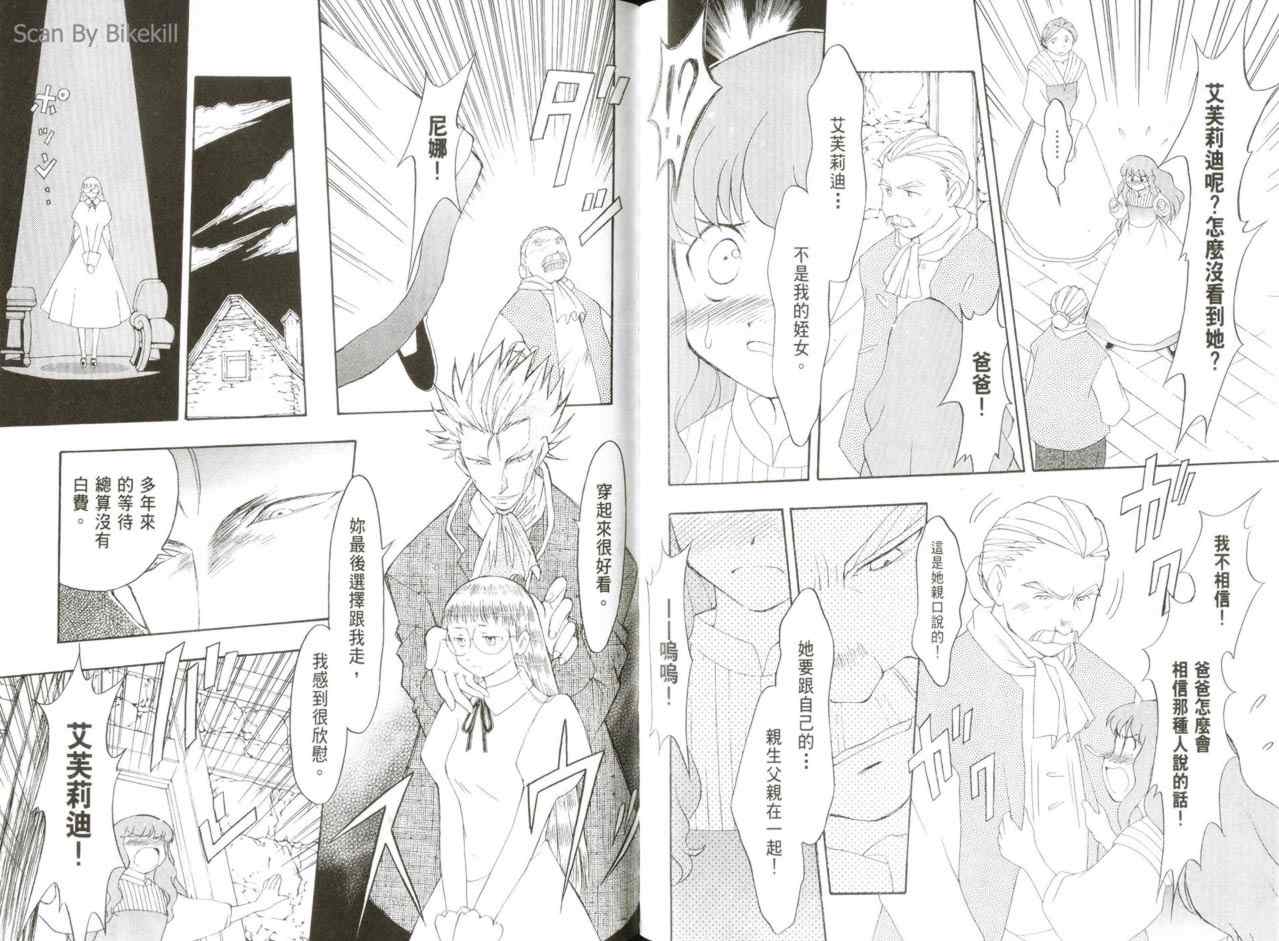 Scan By Bikekill
艾芙莉迪呢？怎麼沒看到她？
……
爸爸！
艾芙莉迪…
不是我的姪女。
!?
我不相信！
爸爸怎麼會
相信那種人說的話！
這是她親口說的！
她要跟自己的…
親生父親在一起！
——嗚嗚！
ダッ
尼娜！
ポッン…
穿起來很好看。
妳最後選擇跟我走，
我感到很欣慰。
多年來
的等待
總算沒有
白費。
艾芙莉迪！